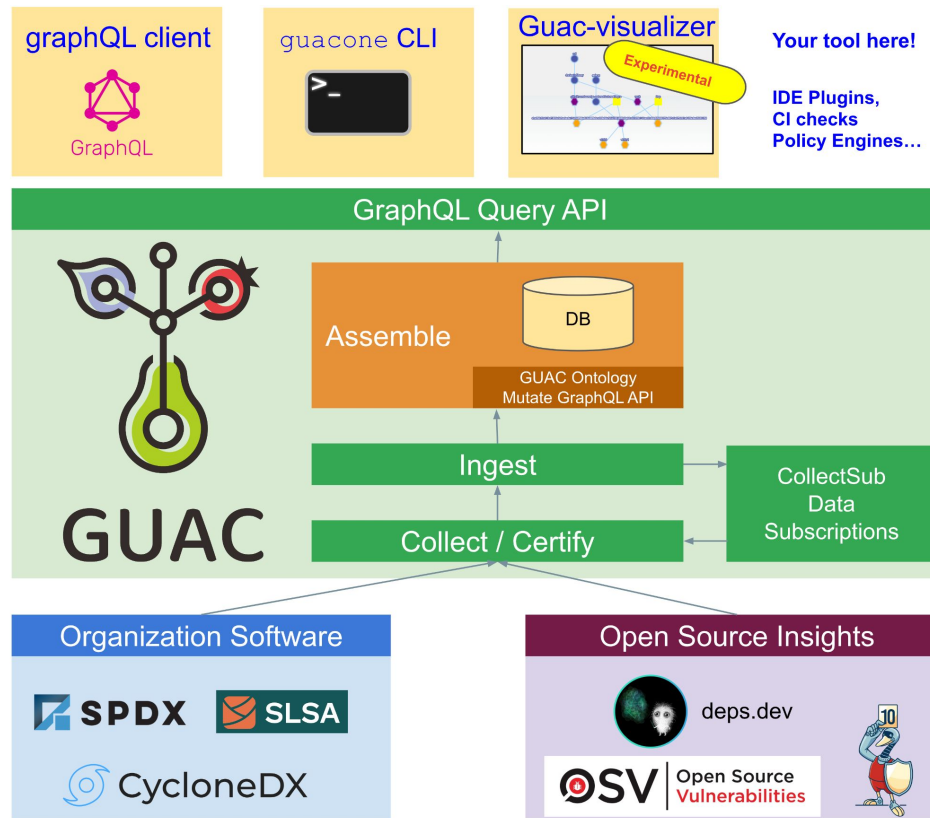 graphQL client
GraphQL
guacone CLI
>_
Guac-visualizer
Experimental
Your tool here!
IDE Plugins,
CI checks
Policy Engines…
GraphQL Query API
Assemble
DB
GUAC Ontology
Mutate GraphQL API
Ingest
CollectSub
Data
Subscriptions
Collect / Certify
GUAC
Organization Software
SPDX
SLSA
CycloneDX
Open Source Insights
deps.dev
10
OSV
Open Source
Vulnerabilities